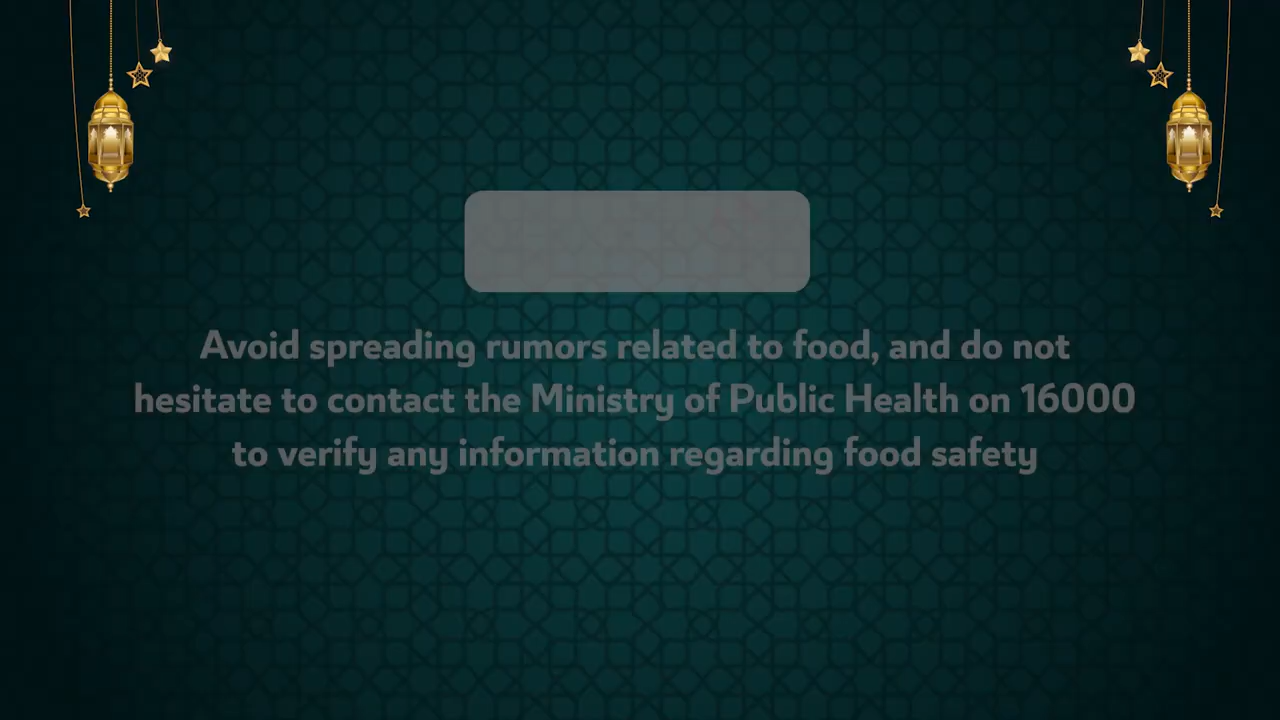 Avoid spreading rumors related to food, and do not
hesitate to contact the Ministry of Public Health on 16000
to verify any information regarding food safety